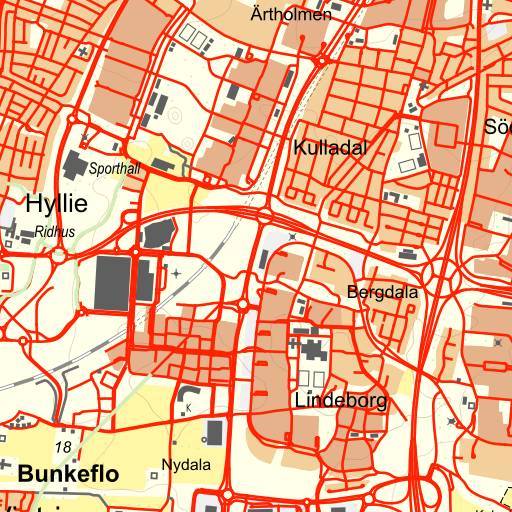 Ärtholmen
Sö
Kulladal
Sporthall
Hyllie
Ridhus
Bergdala
Lindeborg
K
18
Nydala
Bunkeflo